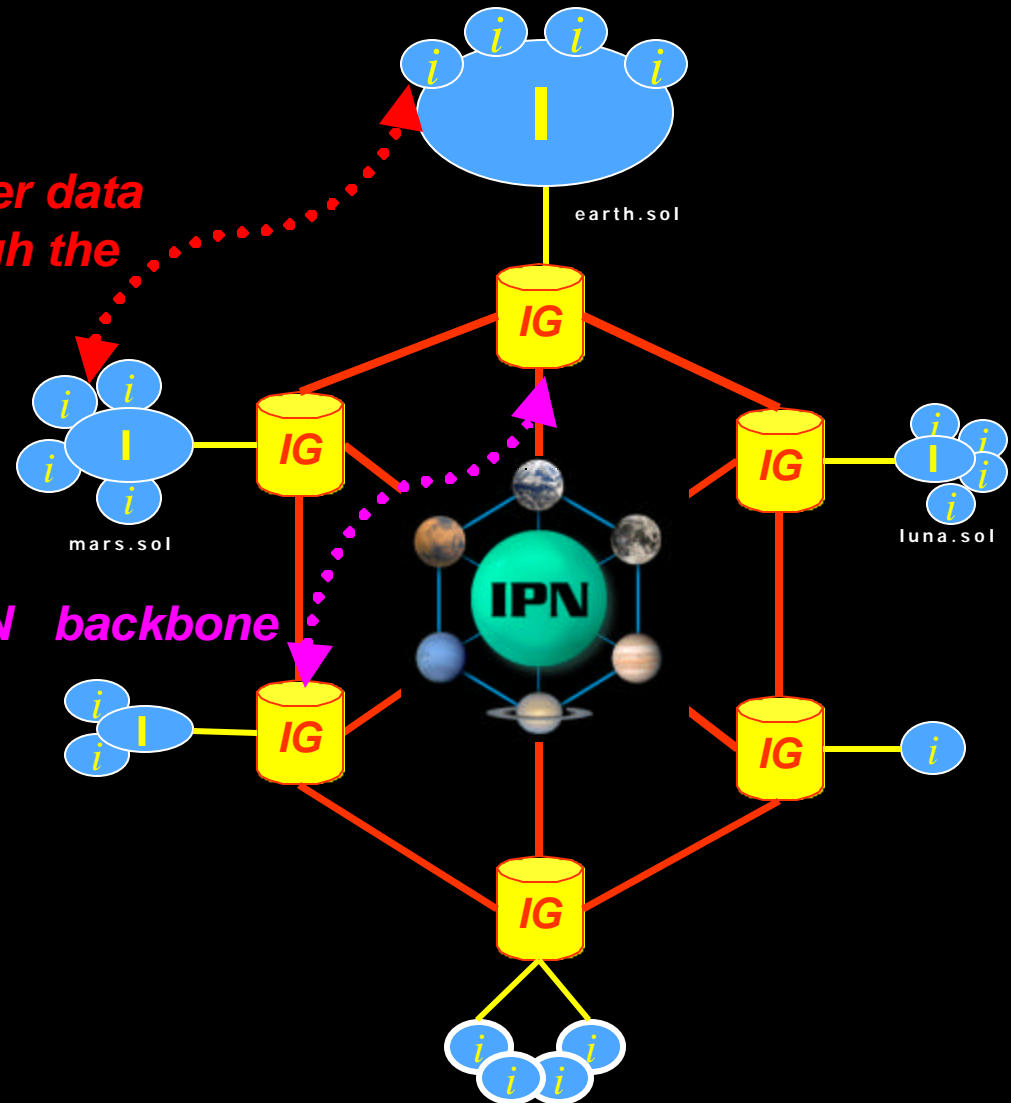 i i i i
I
er data
gh the
earth.sol
IG
i i i i
I
mars.sol
IG
IG
i i i i
I
luna.sol
IPN
N backbone
i i
I
IG
IG
i
IG
i i i i